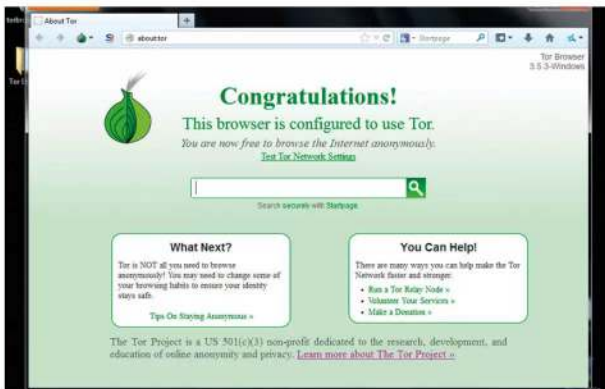 About Tor
about:tor
Startpage
Tor Browser
3.5.3-Windows
Congratulations!
This browser is configured to use Tor.
You are now free to browse the Internet anonymously.
Test Tor Network Settings
Search securely with Startpage.
What Next?
Tor is NOT all you need to browse
anonymously! You may need to change some of
your browsing habits to ensure your identity
stays safe.
Tips On Staying Anonymous »
You Can Help!
There are many ways you can help make the Tor
Network faster and stronger:
• Run a Tor Relay Node »
• Volunteer Your Services »
• Make a Donation »
The Tor Project is a US 501(c)(3) non-profit dedicated to the research, development, and
education of online anonymity and privacy. Learn more about The Tor Project »